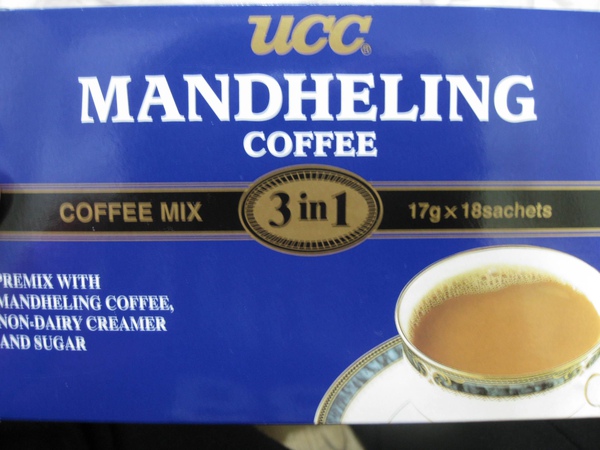 UCC®
MANDHELING
COFFEE
COFFEE MIX
3 in 1
17g x 18sachets
PREMIX WITH
MANDHELING COFFEE,
NON-DAIRY CREAMER
AND SUGAR